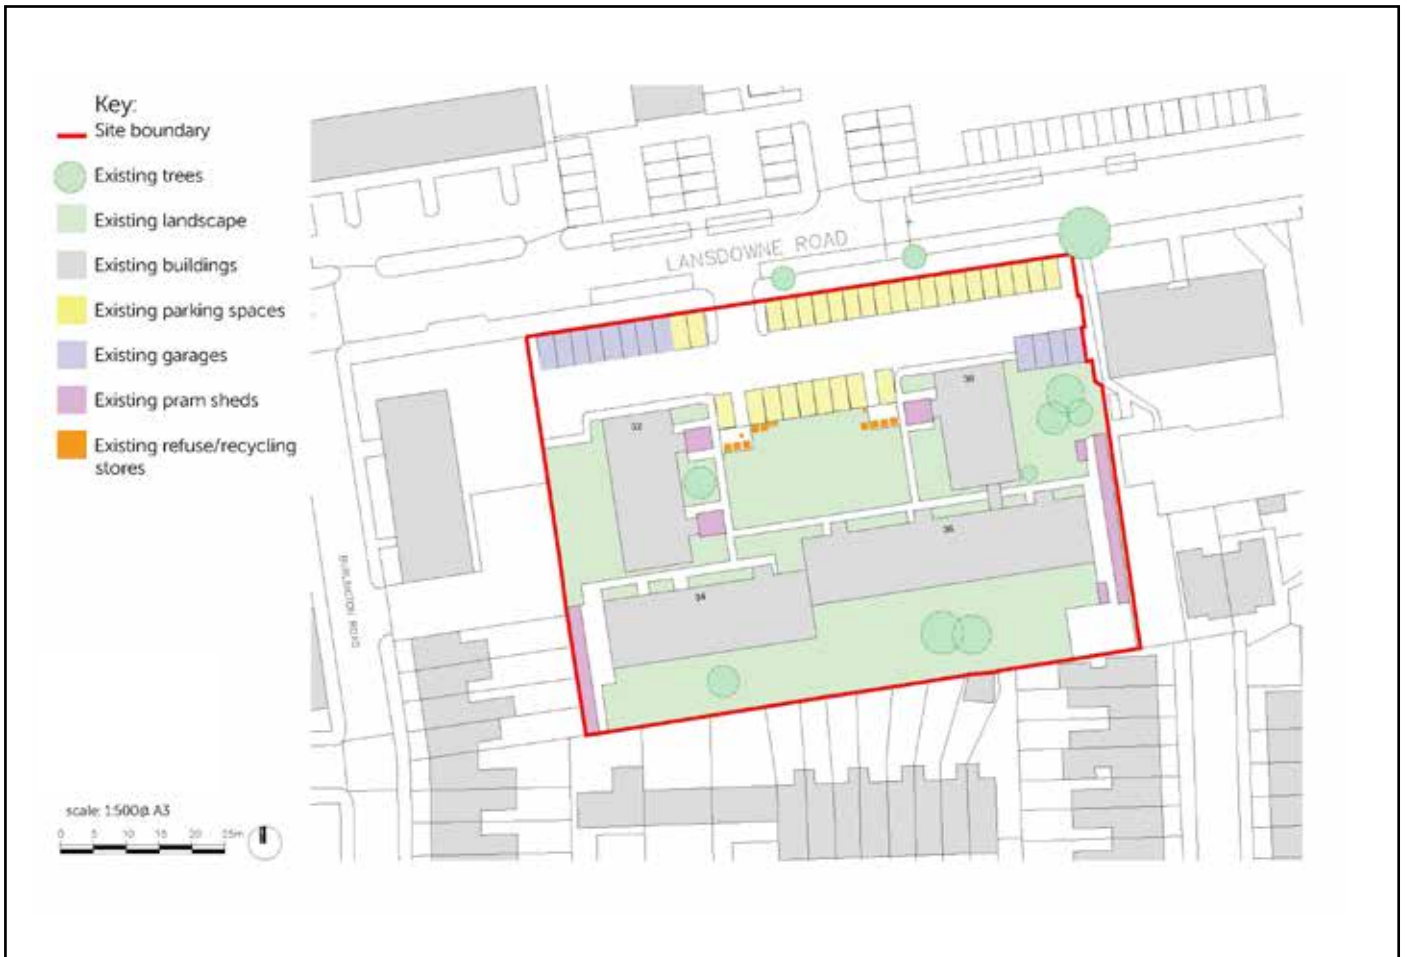 Key:
Site boundary
Existing trees
Existing landscape
Existing buildings
Existing parking spaces
Existing garages
Existing pram sheds
Existing refuse/recycling
stores
LANSDOWNE ROAD
32
38
36
34
ROAD
scale: 1:500@ A3
0 5 10 15 20 25m